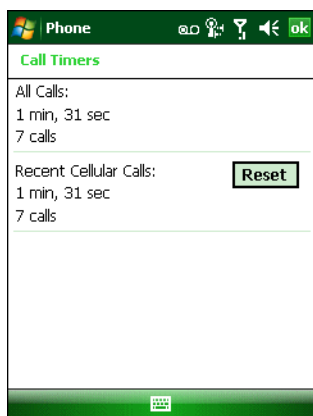 Phone ok
Call Timers
All Calls:
1 min, 31 sec
7 calls
Recent Cellular Calls: Reset
1 min, 31 sec
7 calls